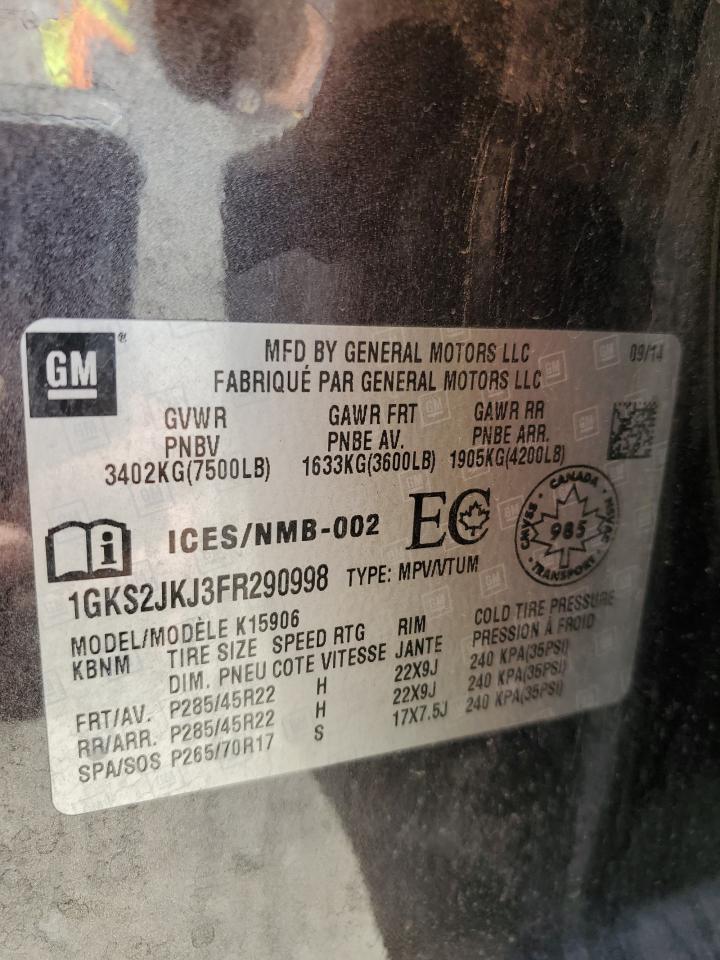 GM
MFD BY GENERAL MOTORS LLC 09/14
FABRIQUÉ PAR GENERAL MOTORS LLC
GVWR GAWR FRT GAWR RR
PNBV PNBE AV. PNBE ARR.
3402KG(7500LB) 1633KG(3600LB) 1905KG(4200LB)
ICES/NMB-002 EC
CANADA
985
TRANSPORT
1GKS2JKJ3FR290998 TYPE: MPV/VTUM
MODEL/MODÈLE K15906
KBNM TIRE SIZE SPEED RTG RIM COLD TIRE PRESSURE
DIM. PNEU COTE VITESSE JANTE PRESSION À FROID
FRT/AV. P285/45R22 H 22X9J 240 KPA(35PSI)
RR/ARR. P285/45R22 H 22X9J 240 KPA(35PSI)
SPA/SOS P265/70R17 S 17X7.5J 240 KPA(35PSI)